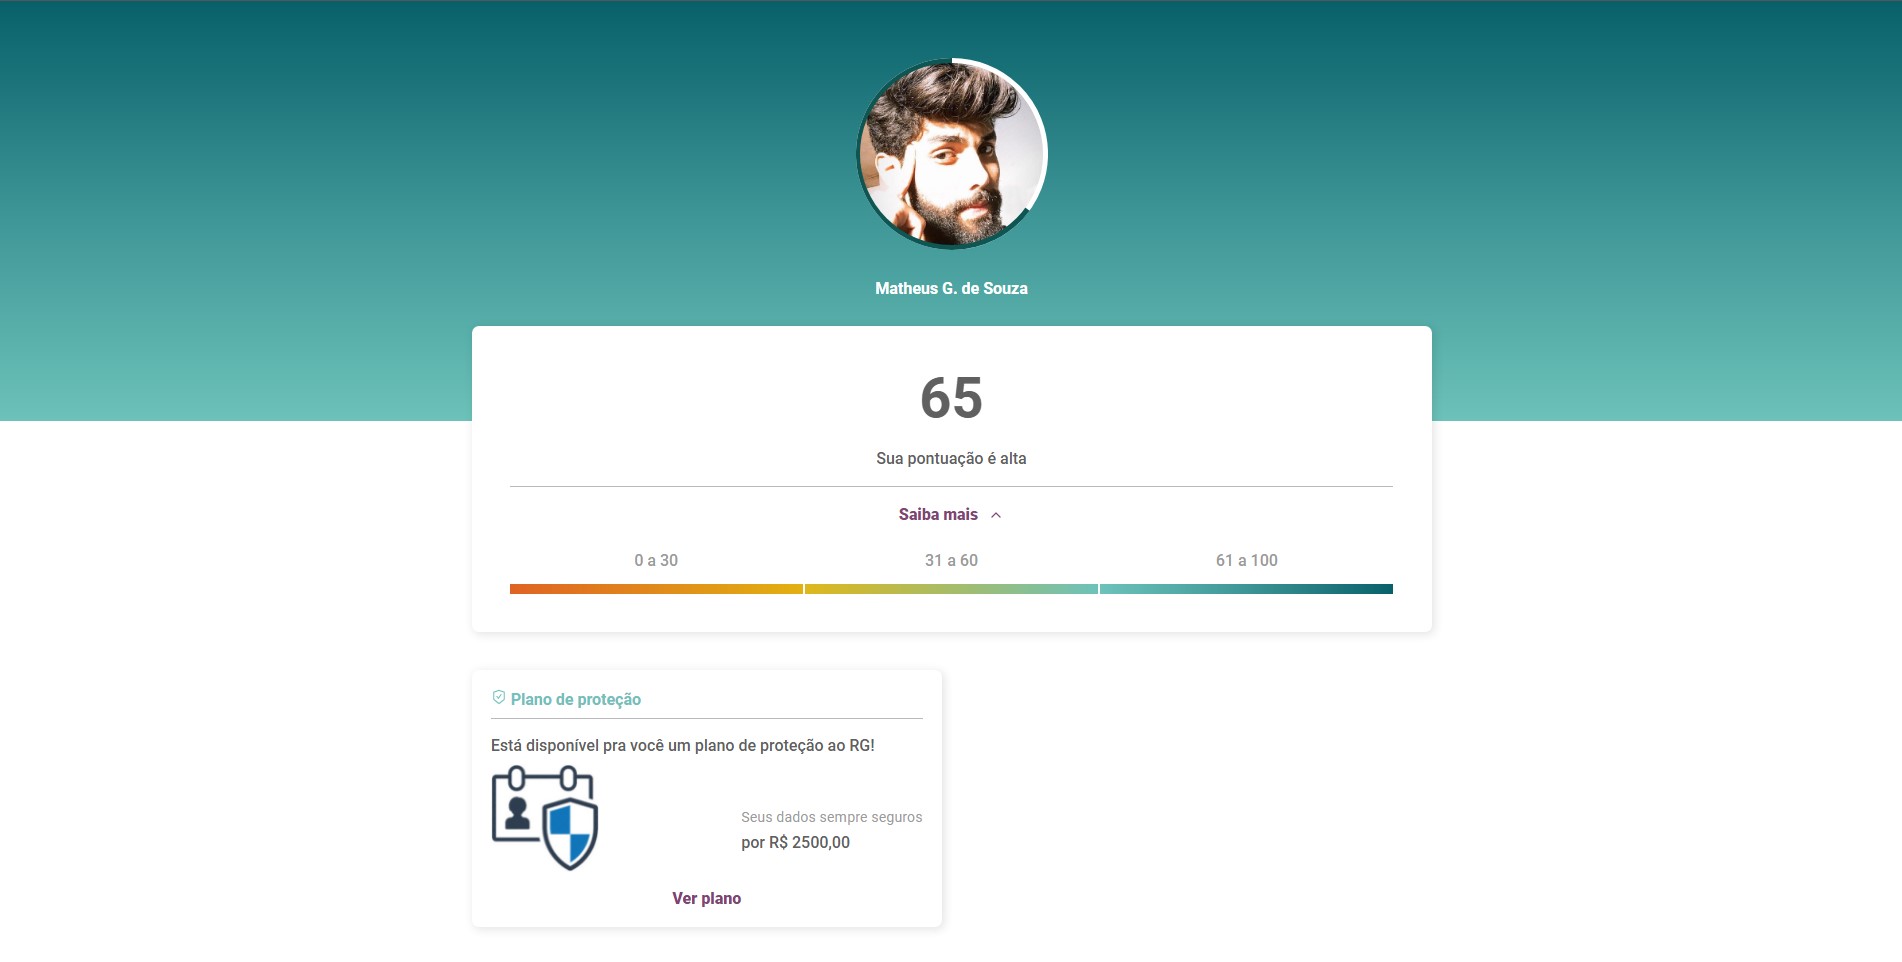 Matheus G. de Souza
65
Sua pontuação é alta
Saiba mais
0 a 30 31 a 60 61 a 100
Plano de proteção
Está disponível pra você um plano de proteção ao RG!
Seus dados sempre seguros
por R$ 2500,00
Ver plano